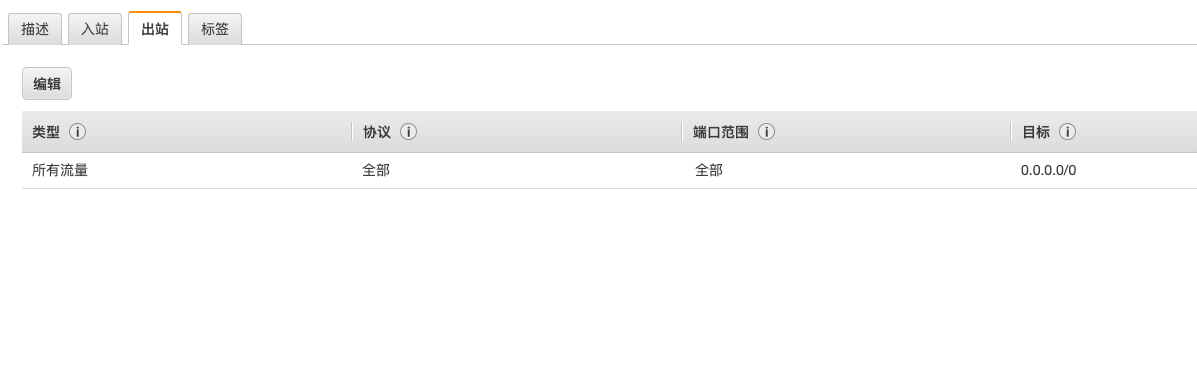 描述 入站 出站 标签
编辑
类型 协议 端口范围 目标
所有流量 全部 全部 0.0.0.0/0